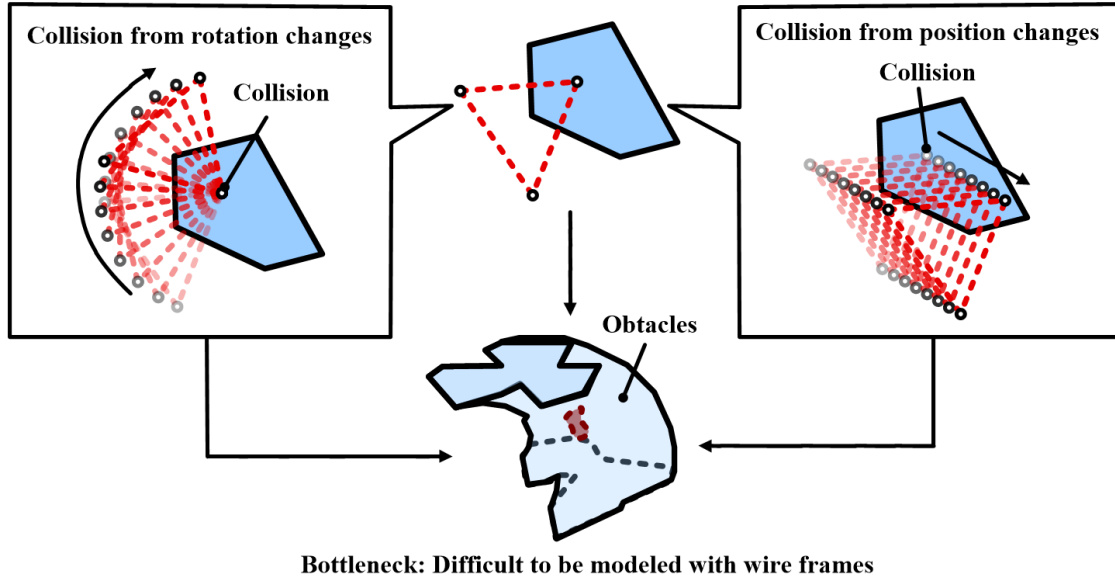 Collision from rotation changes
Collision
Collision from position changes
Collision
Obtacles
Bottleneck: Difficult to be modeled with wire frames